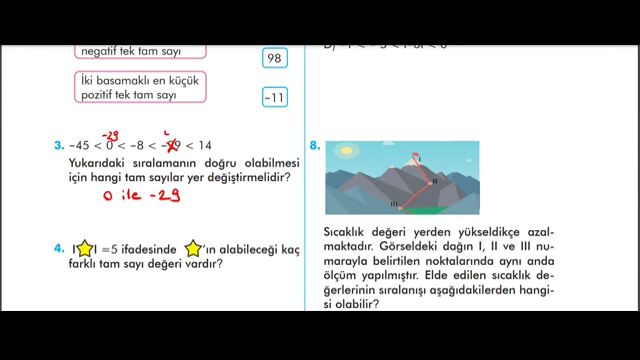 negatif tek tam sayı
98
İki basamaklı en küçük
pozitif tek tam sayı
–11
-29
3. –45 < 0 < –8 < –29 < 14
Yukarıdaki sıralamanın doğru olabilmesi
için hangi tam sayılar yer değiştirmelidir?
0 ile -29
4. I I =5 ifadesinde 'ın alabileceği kaç
farklı tam sayı değeri vardır?
8.
I
II
III
Sıcaklık değeri yerden yükseldikçe azal-
maktadır. Görseldeki dağın I, II ve III nu-
marayla belirtilen noktalarında aynı anda
ölçüm yapılmıştır. Elde edilen sıcaklık de-
ğerlerinin sıralanışı aşağıdakilerden hangi-
si olabilir?